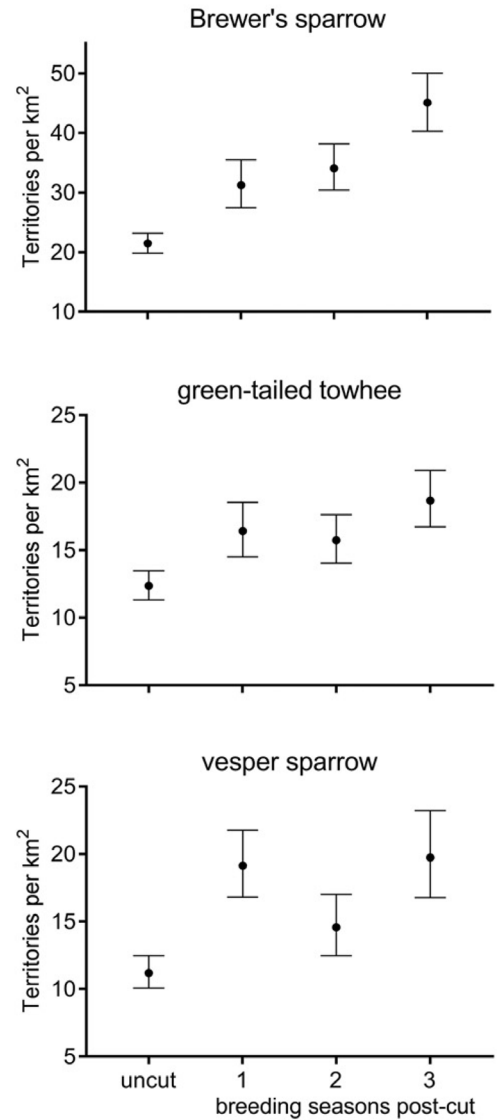 Brewer's sparrow
Territories per km²
50
40
30
20
10
green-tailed towhee
Territories per km²
25
20
15
10
5
vesper sparrow
Territories per km²
25
20
15
10
5
uncut 1 2 3
breeding seasons post-cut